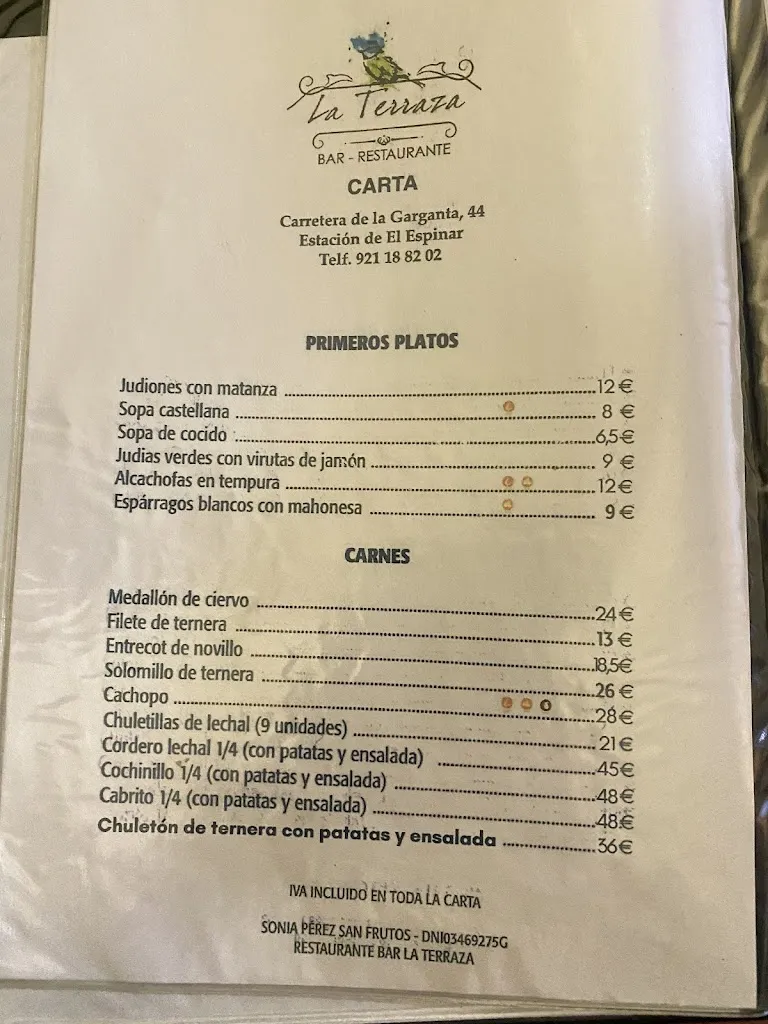 La Terraza
BAR - RESTAURANTE
CARTA
Carretera de la Garganta, 44
Estación de El Espinar
Telf. 921 18 82 02
PRIMEROS PLATOS
Judiones con matanza ........ 12 €
Sopa castellana ........ 8 €
Sopa de cocido ........ 6,5€
Judias verdes con virutas de jamón ........ 9 €
Alcachofas en tempura ........ 12€
Espárragos blancos con mahonesa ........ 9 €
CARNES
Medallón de ciervo ........ 24€
Filete de ternera ........ 13 €
Entrecot de novillo ........ 18,5€
Solomillo de ternera ........ 26 €
Cachopo ........ 28€
Chuletillas de lechal (9 unidades) ........ 21€
Cordero lechal 1/4 (con patatas y ensalada) ........ 45€
Cochinillo 1/4 (con patatas y ensalada) ........ 48€
Cabrito 1/4 (con patatas y ensalada) ........ 48€
Chuletón de ternera con patatas y ensalada ........ 36€
IVA INCLUIDO EN TODA LA CARTA
SONIA PÉREZ SAN FRUTOS - DNI03469275G
RESTAURANTE BAR LA TERRAZA